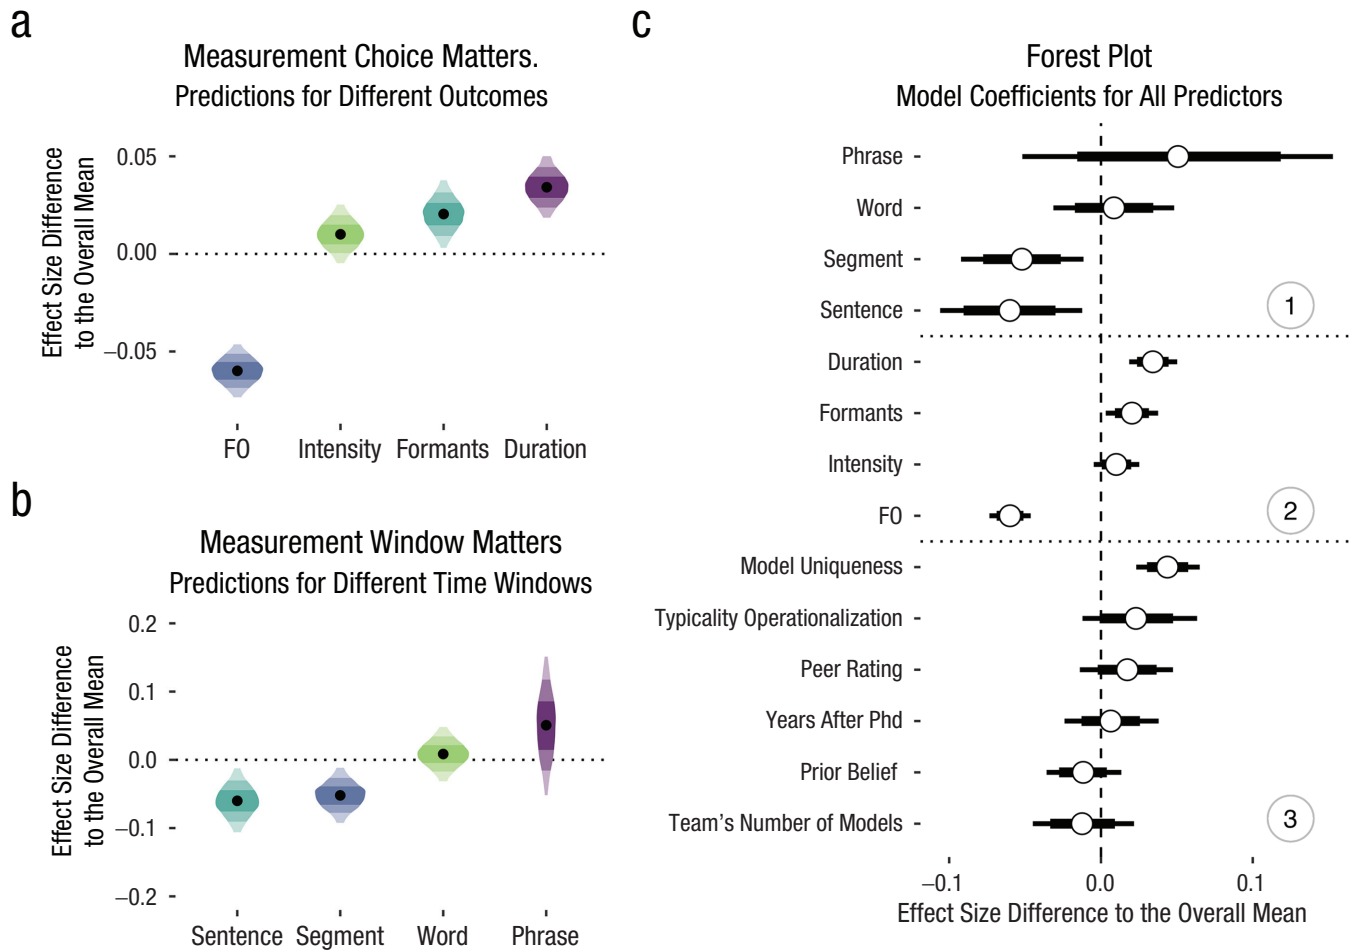 a
Measurement Choice Matters.
Predictions for Different Outcomes
Effect Size Difference
to the Overall Mean
0.05
0.00
−0.05
FO
Intensity
Formants
Duration
b
Measurement Window Matters
Predictions for Different Time Windows
Effect Size Difference
to the Overall Mean
0.2
0.1
0.0
−0.1
−0.2
Sentence
Segment
Word
Phrase
c
Forest Plot
Model Coefficients for All Predictors
Phrase
Word
Segment
Sentence
1
Duration
Formants
Intensity
FO
2
Model Uniqueness
Typicality Operationalization
Peer Rating
Years After Phd
Prior Belief
Team’s Number of Models
3
−0.1
0.0
0.1
Effect Size Difference to the Overall Mean